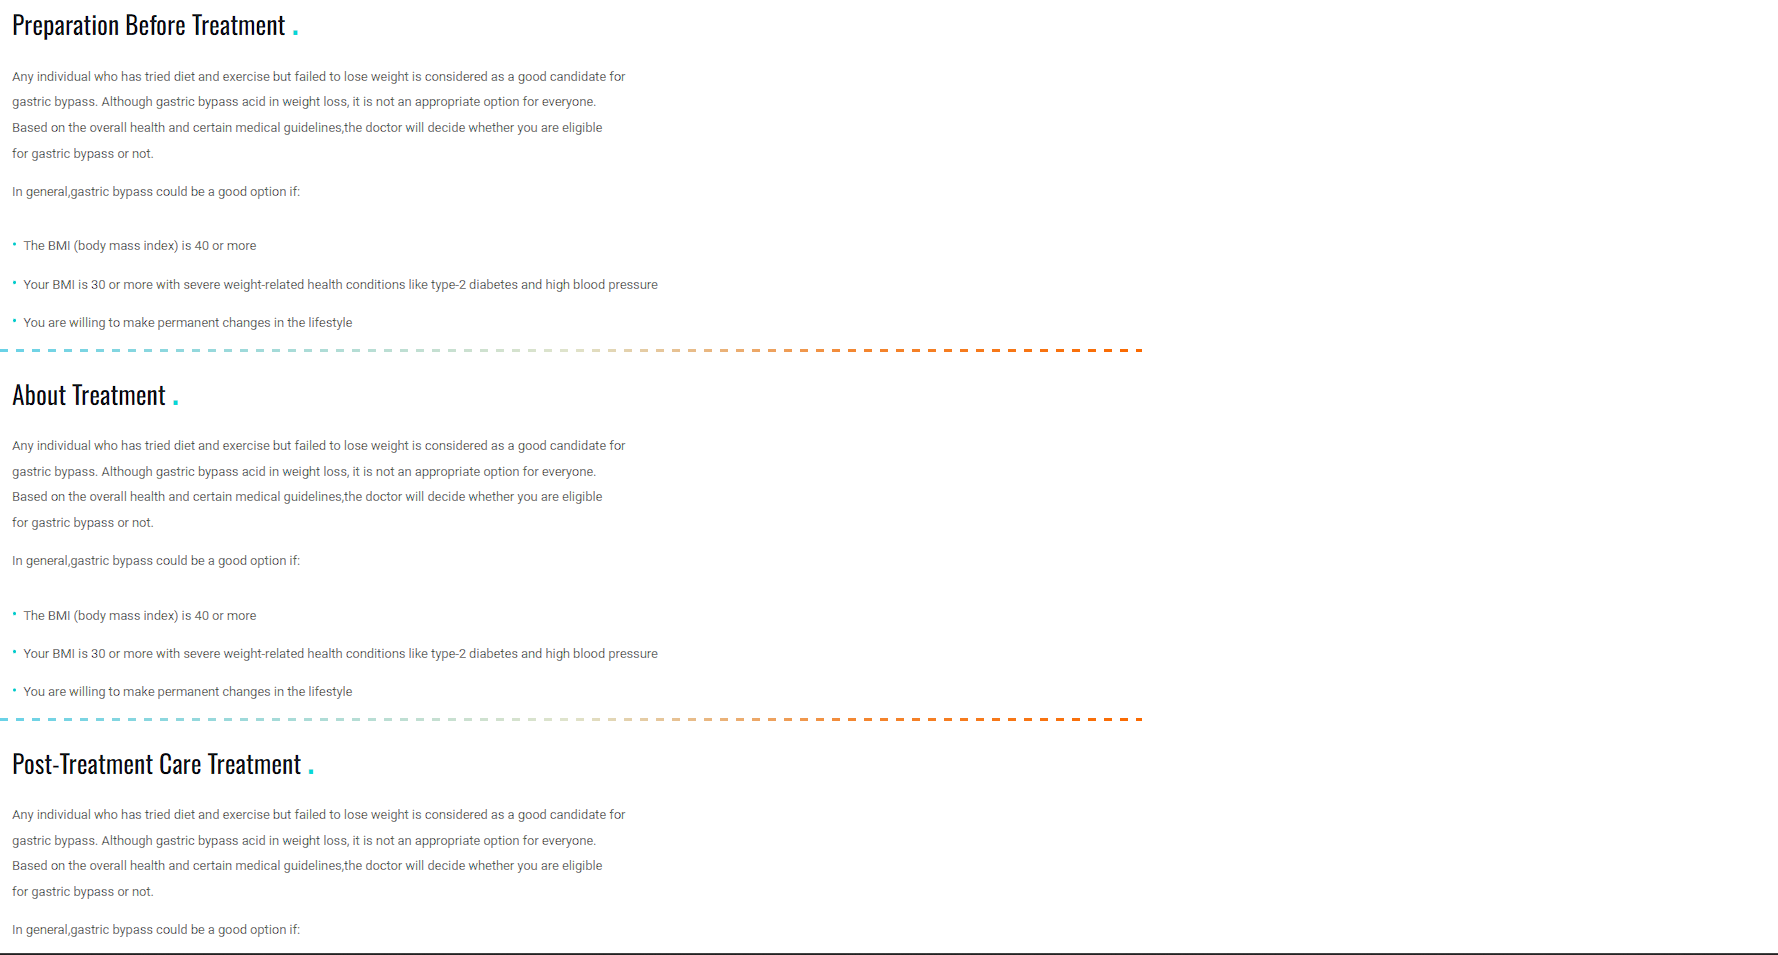 Preparation Before Treatment .
Any individual who has tried diet and exercise but failed to lose weight is considered as a good candidate for
gastric bypass. Although gastric bypass acid in weight loss, it is not an appropriate option for everyone.
Based on the overall health and certain medical guidelines,the doctor will decide whether you are eligible
for gastric bypass or not.
In general,gastric bypass could be a good option if:
• The BMI (body mass index) is 40 or more
• Your BMI is 30 or more with severe weight-related health conditions like type-2 diabetes and high blood pressure
• You are willing to make permanent changes in the lifestyle
About Treatment .
Any individual who has tried diet and exercise but failed to lose weight is considered as a good candidate for
gastric bypass. Although gastric bypass acid in weight loss, it is not an appropriate option for everyone.
Based on the overall health and certain medical guidelines,the doctor will decide whether you are eligible
for gastric bypass or not.
In general,gastric bypass could be a good option if:
• The BMI (body mass index) is 40 or more
• Your BMI is 30 or more with severe weight-related health conditions like type-2 diabetes and high blood pressure
• You are willing to make permanent changes in the lifestyle
Post-Treatment Care Treatment .
Any individual who has tried diet and exercise but failed to lose weight is considered as a good candidate for
gastric bypass. Although gastric bypass acid in weight loss, it is not an appropriate option for everyone.
Based on the overall health and certain medical guidelines,the doctor will decide whether you are eligible
for gastric bypass or not.
In general,gastric bypass could be a good option if: